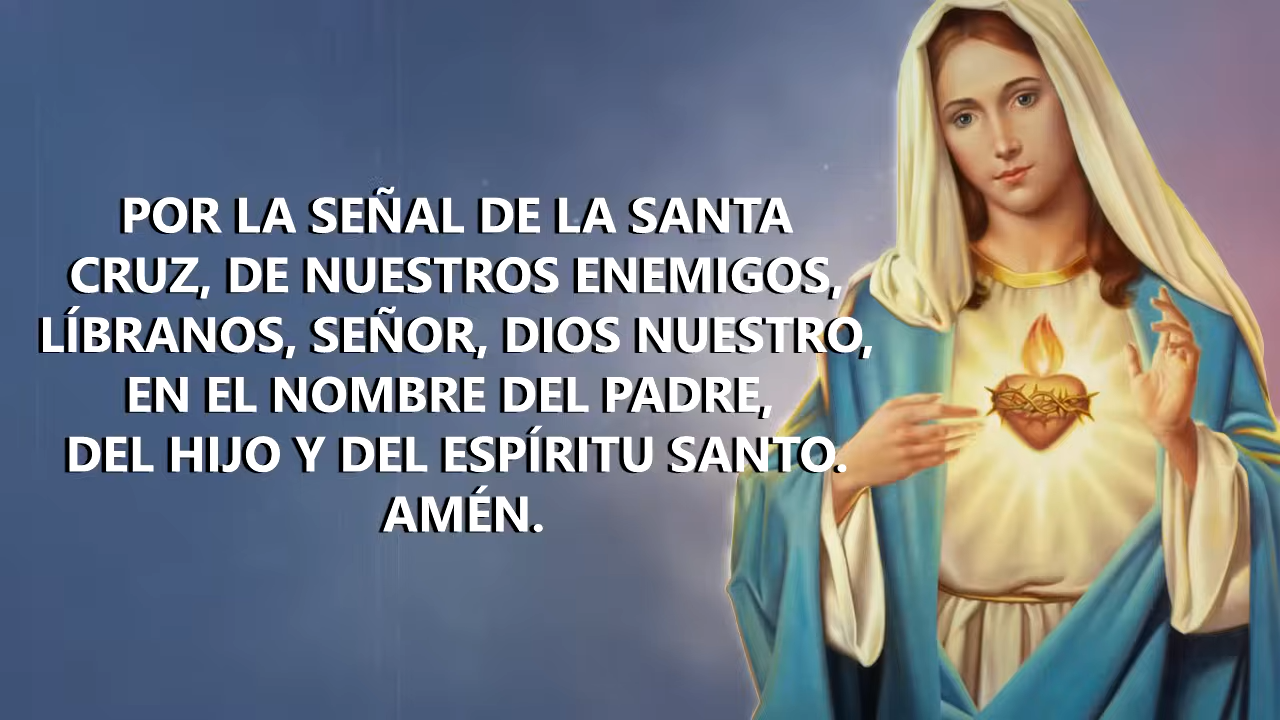 POR LA SEÑAL DE LA SANTA
CRUZ, DE NUESTROS ENEMIGOS,
LÍBRANOS, SEÑOR, DIOS NUESTRO,
EN EL NOMBRE DEL PADRE,
DEL HIJO Y DEL ESPÍRITU SANTO.
AMÉN.